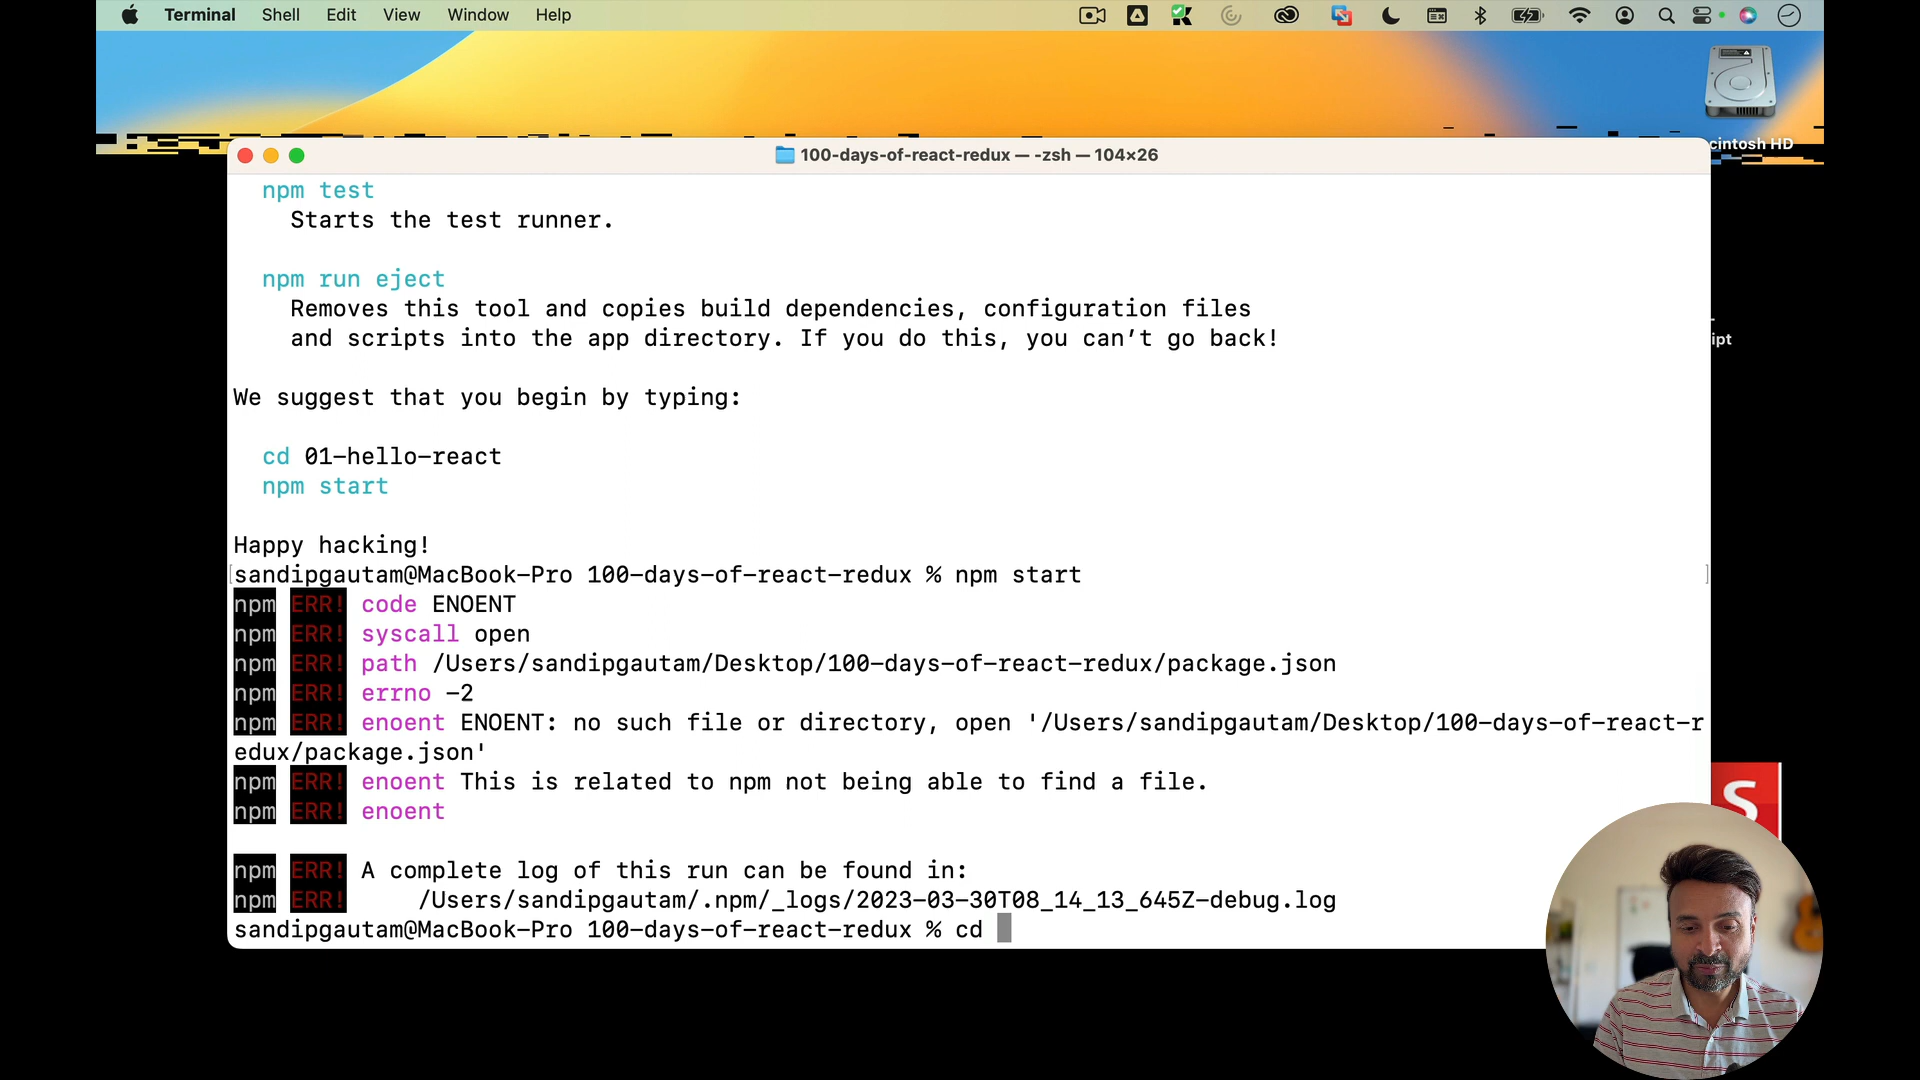 Terminal Shell Edit View Window Help
cintosh HD
100-days-of-react-redux — -zsh — 104×26
npm test
Starts the test runner.
npm run eject
Removes this tool and copies build dependencies, configuration files
and scripts into the app directory. If you do this, you can’t go back!
ipt
We suggest that you begin by typing:
cd 01-hello-react
npm start
Happy hacking!
[sandipgautam@MacBook-Pro 100-days-of-react-redux % npm start ]
npm ERR! code ENOENT
npm ERR! syscall open
npm ERR! path /Users/sandipgautam/Desktop/100-days-of-react-redux/package.json
npm ERR! errno -2
npm ERR! enoent ENOENT: no such file or directory, open '/Users/sandipgautam/Desktop/100-days-of-react-r
edux/package.json'
npm ERR! enoent This is related to npm not being able to find a file.
npm ERR! enoent
npm ERR! A complete log of this run can be found in:
npm ERR!     /Users/sandipgautam/.npm/_logs/2023-03-30T08_14_13_645Z-debug.log
sandipgautam@MacBook-Pro 100-days-of-react-redux % cd
S